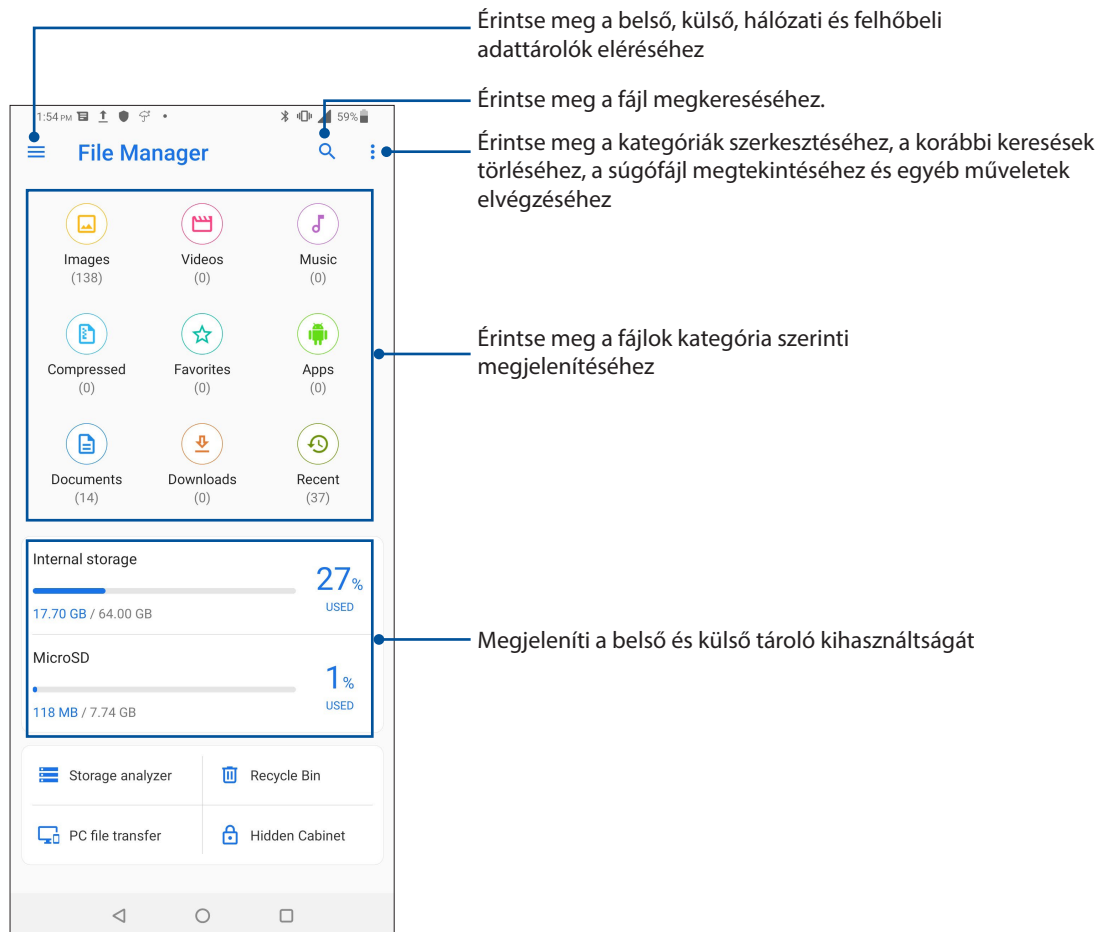 Érintse meg a belső, külső, hálózati és felhőbeli
adattárolók eléréséhez
Érintse meg a fájl megkereséséhez.
Érintse meg a kategóriák szerkesztéséhez, a korábbi keresések
törléséhez, a súgófájl megtekintéséhez és egyéb műveletek
elvégzéséhez
1:54 PM 59%
File Manager
Images Videos Music
(138) (0) (0)
Érintse meg a fájlok kategória szerinti
megjelenítéséhez
Compressed Favorites Apps
(0) (0) (0)
Documents Downloads Recent
(14) (0) (37)
Internal storage
27%
USED
17.70 GB / 64.00 GB
Megjeleníti a belső és külső tároló kihasználtságát
MicroSD
1%
USED
118 MB / 7.74 GB
Storage analyzer Recycle Bin
PC file transfer Hidden Cabinet